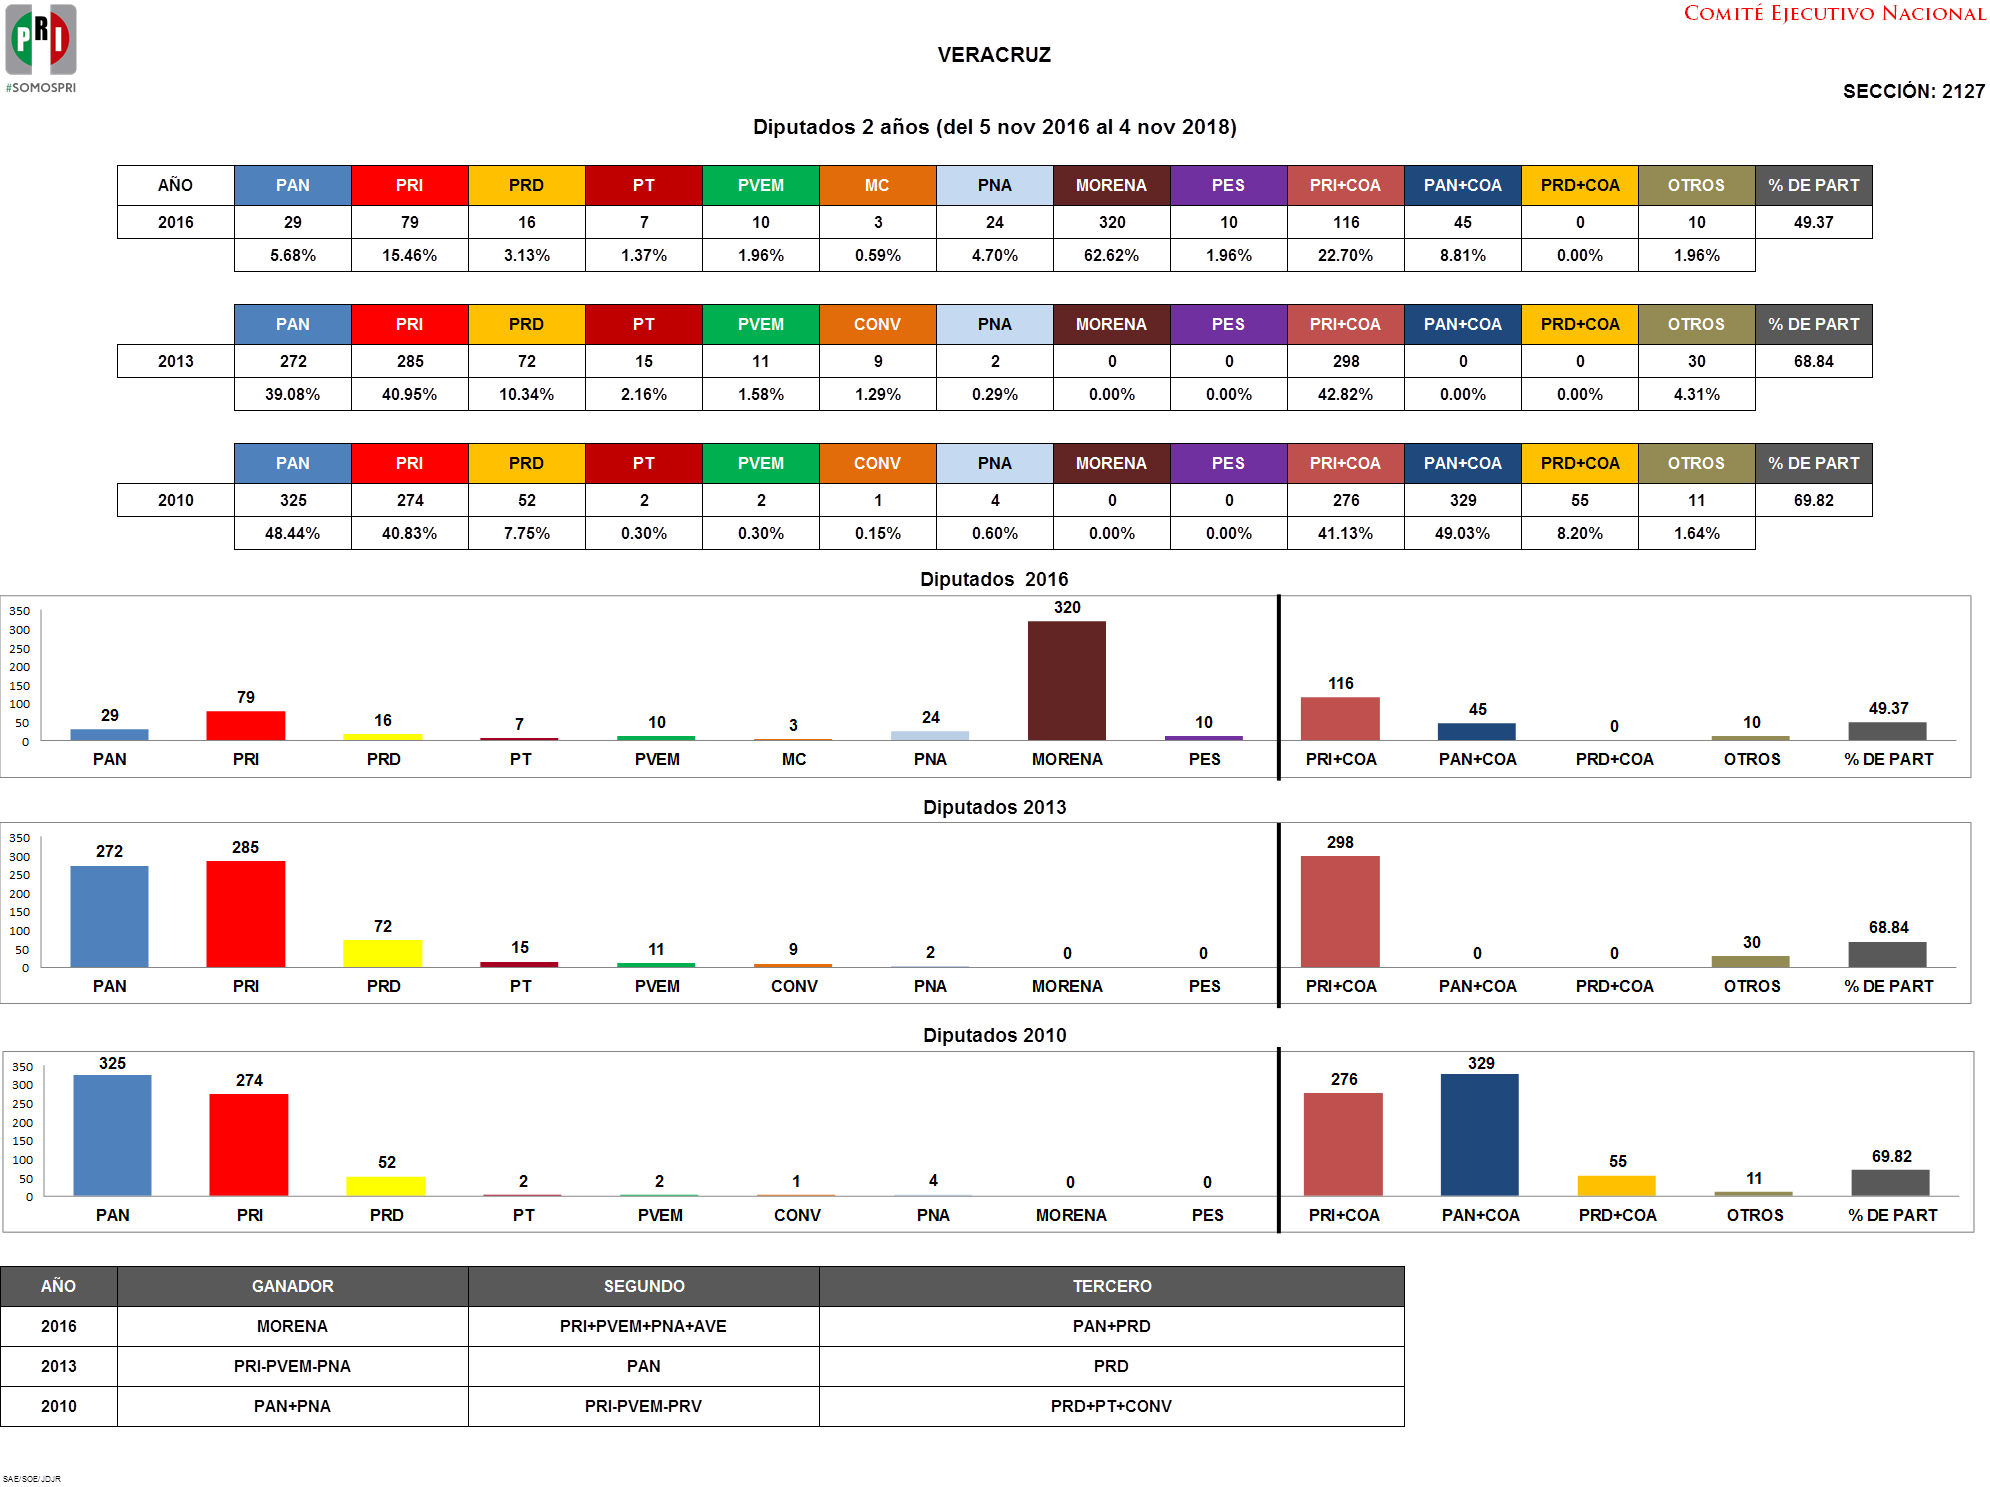 COMITÉ EJECUTIVO NACIONAL
PRI
#SOMOSPRI
VERACRUZ
SECCIÓN: 2127
Diputados 2 años (del 5 nov 2016 al 4 nov 2018)
AÑO PAN PRI PRD PT PVEM MC PNA MORENA PES PRI+COA PAN+COA PRD+COA OTROS % DE PART
2016 29 79 16 7 10 3 24 320 10 116 45 0 10 49.37
5.68% 15.46% 3.13% 1.37% 1.96% 0.59% 4.70% 62.62% 1.96% 22.70% 8.81% 0.00% 1.96%
PAN PRI PRD PT PVEM CONV PNA MORENA PES PRI+COA PAN+COA PRD+COA OTROS % DE PART
2013 272 285 72 15 11 9 2 0 0 298 0 0 30 68.84
39.08% 40.95% 10.34% 2.16% 1.58% 1.29% 0.29% 0.00% 0.00% 42.82% 0.00% 0.00% 4.31%
PAN PRI PRD PT PVEM CONV PNA MORENA PES PRI+COA PAN+COA PRD+COA OTROS % DE PART
2010 325 274 52 2 2 1 4 0 0 276 329 55 11 69.82
48.44% 40.83% 7.75% 0.30% 0.30% 0.15% 0.60% 0.00% 0.00% 41.13% 49.03% 8.20% 1.64%
Diputados 2016
350
300
250
200
150
100
50
0
29 79 16 7 10 3 24 320 10 116 45 0 10 49.37
PAN PRI PRD PT PVEM MC PNA MORENA PES PRI+COA PAN+COA PRD+COA OTROS % DE PART
Diputados 2013
350
300
250
200
150
100
50
0
272 285 72 15 11 9 2 0 0 298 0 0 30 68.84
PAN PRI PRD PT PVEM CONV PNA MORENA PES PRI+COA PAN+COA PRD+COA OTROS % DE PART
Diputados 2010
350
300
250
200
150
100
50
0
325 274 52 2 2 1 4 0 0 276 329 55 11 69.82
PAN PRI PRD PT PVEM CONV PNA MORENA PES PRI+COA PAN+COA PRD+COA OTROS % DE PART
AÑO GANADOR SEGUNDO TERCERO
2016 MORENA PRI+PVEM+PNA+AVE PAN+PRD
2013 PRI-PVEM-PNA PAN PRD
2010 PAN+PNA PRI-PVEM-PRV PRD+PT+CONV
SAE/SOE/JDJR